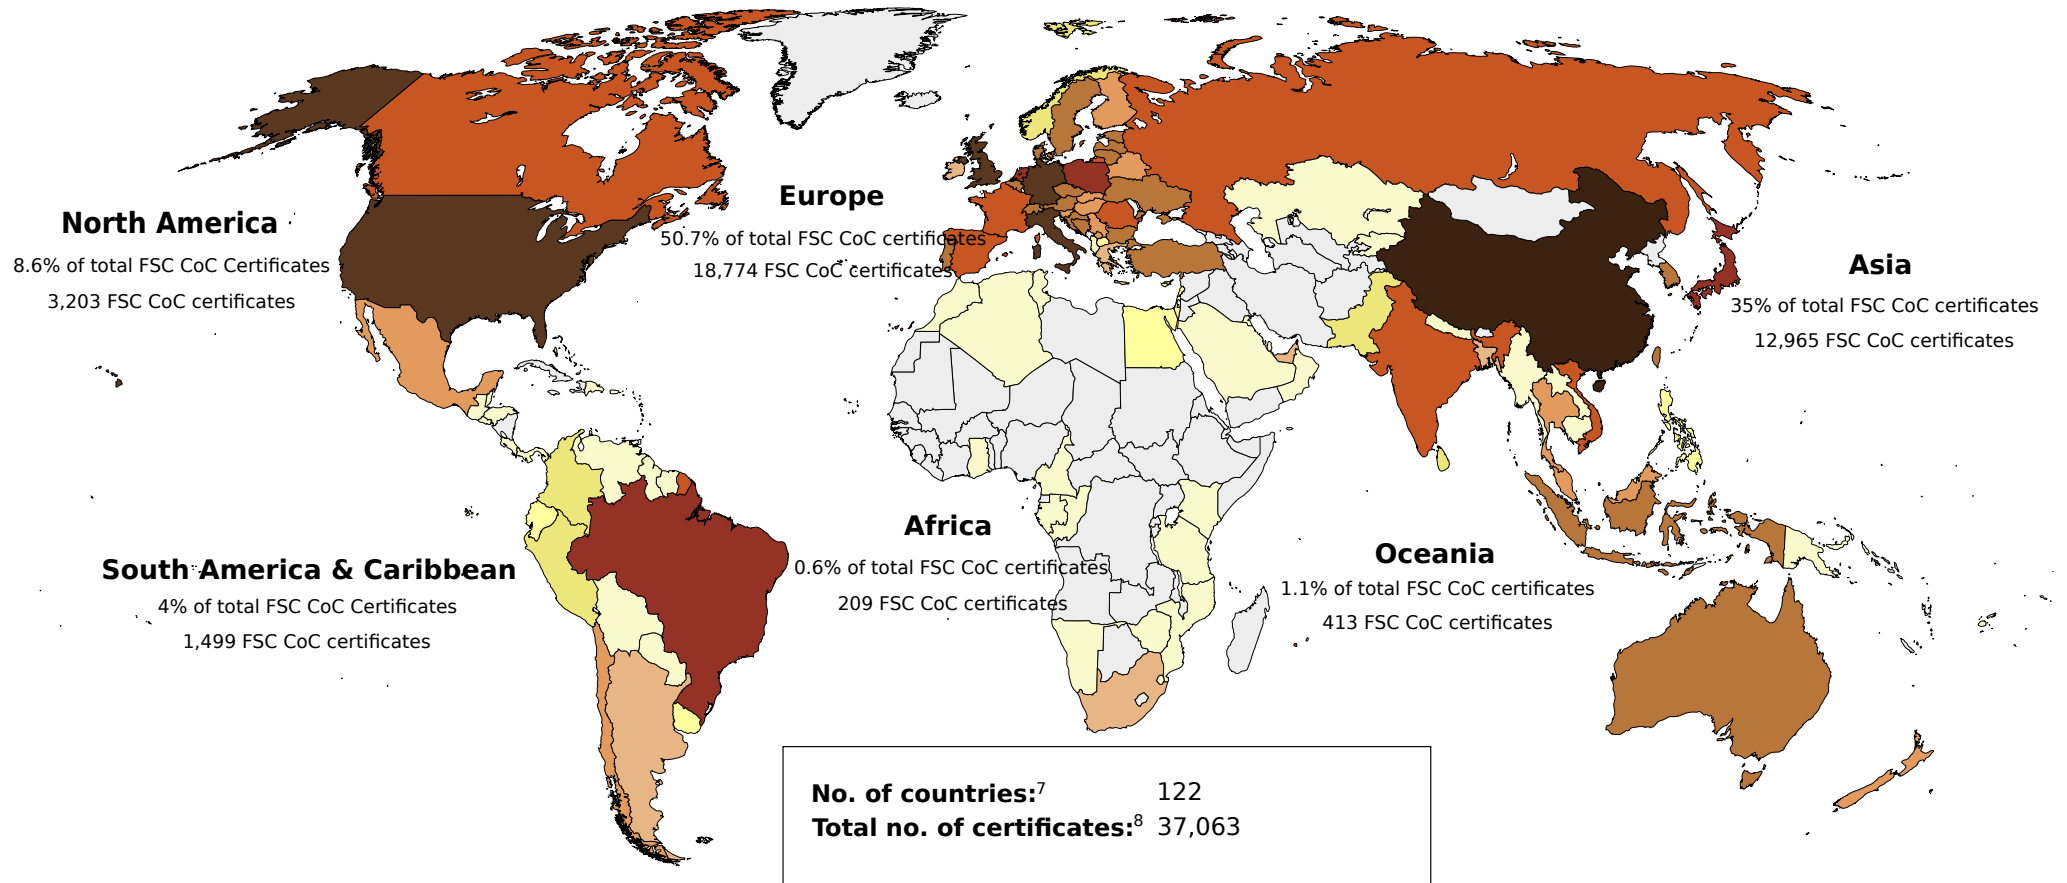 North America
8.6% of total FSC CoC Certificates
3,203 FSC CoC certificates
Europe
50.7% of total FSC CoC certificates
18,774 FSC CoC certificates
Asia
35% of total FSC CoC certificates
12,965 FSC CoC certificates
South America & Caribbean
4% of total FSC CoC Certificates
1,499 FSC CoC certificates
Africa
0.6% of total FSC CoC certificates
209 FSC CoC certificates
Oceania
1.1% of total FSC CoC certificates
413 FSC CoC certificates
No. of countries:⁷ 122
Total no. of certificates:⁸ 37,063